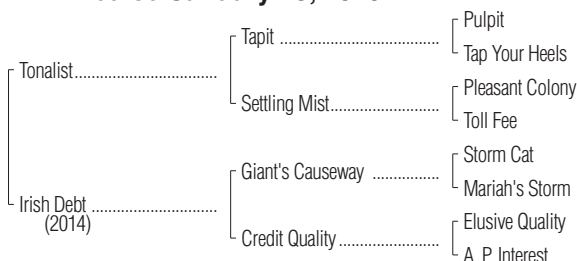 Pulpit
Tapit
Tap Your Heels
Tonalist
Pleasant Colony
Settling Mist
Toll Fee
Storm Cat
Giant's Causeway
Mariah's Storm
Irish Debt
(2014)
Elusive Quality
Credit Quality
A. P. Interest